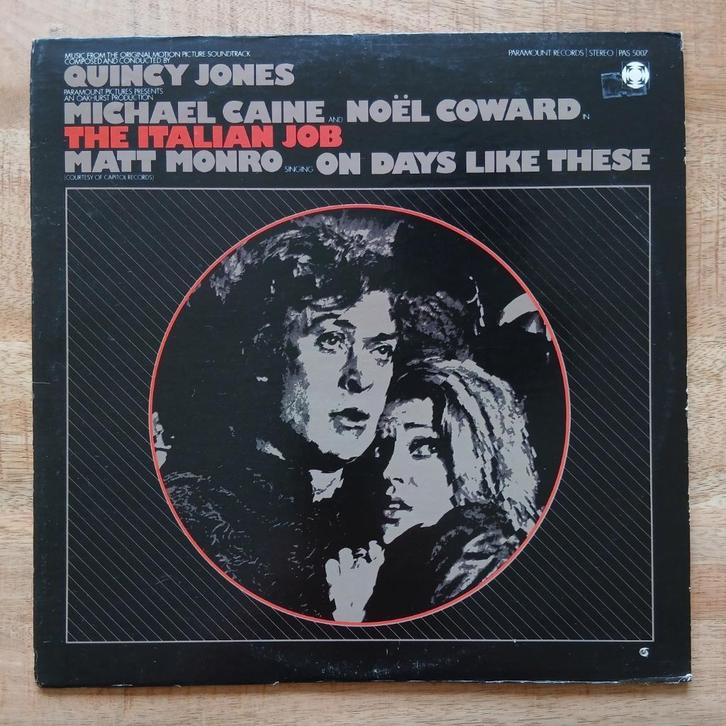 MUSIC FROM THE ORIGINAL MOTION PICTURE SOUNDTRACK
COMPOSED AND CONDUCTED BY
QUINCY JONES
PARAMOUNT RECORDS | STEREO | PAS 5007
PARAMOUNT PICTURES PRESENTS
AN OAKHURST PRODUCTION
MICHAEL CAINE AND NOËL COWARD IN
THE ITALIAN JOB
MATT MONRO SINGING ON DAYS LIKE THESE
(COURTESY OF CAPITOL RECORDS)